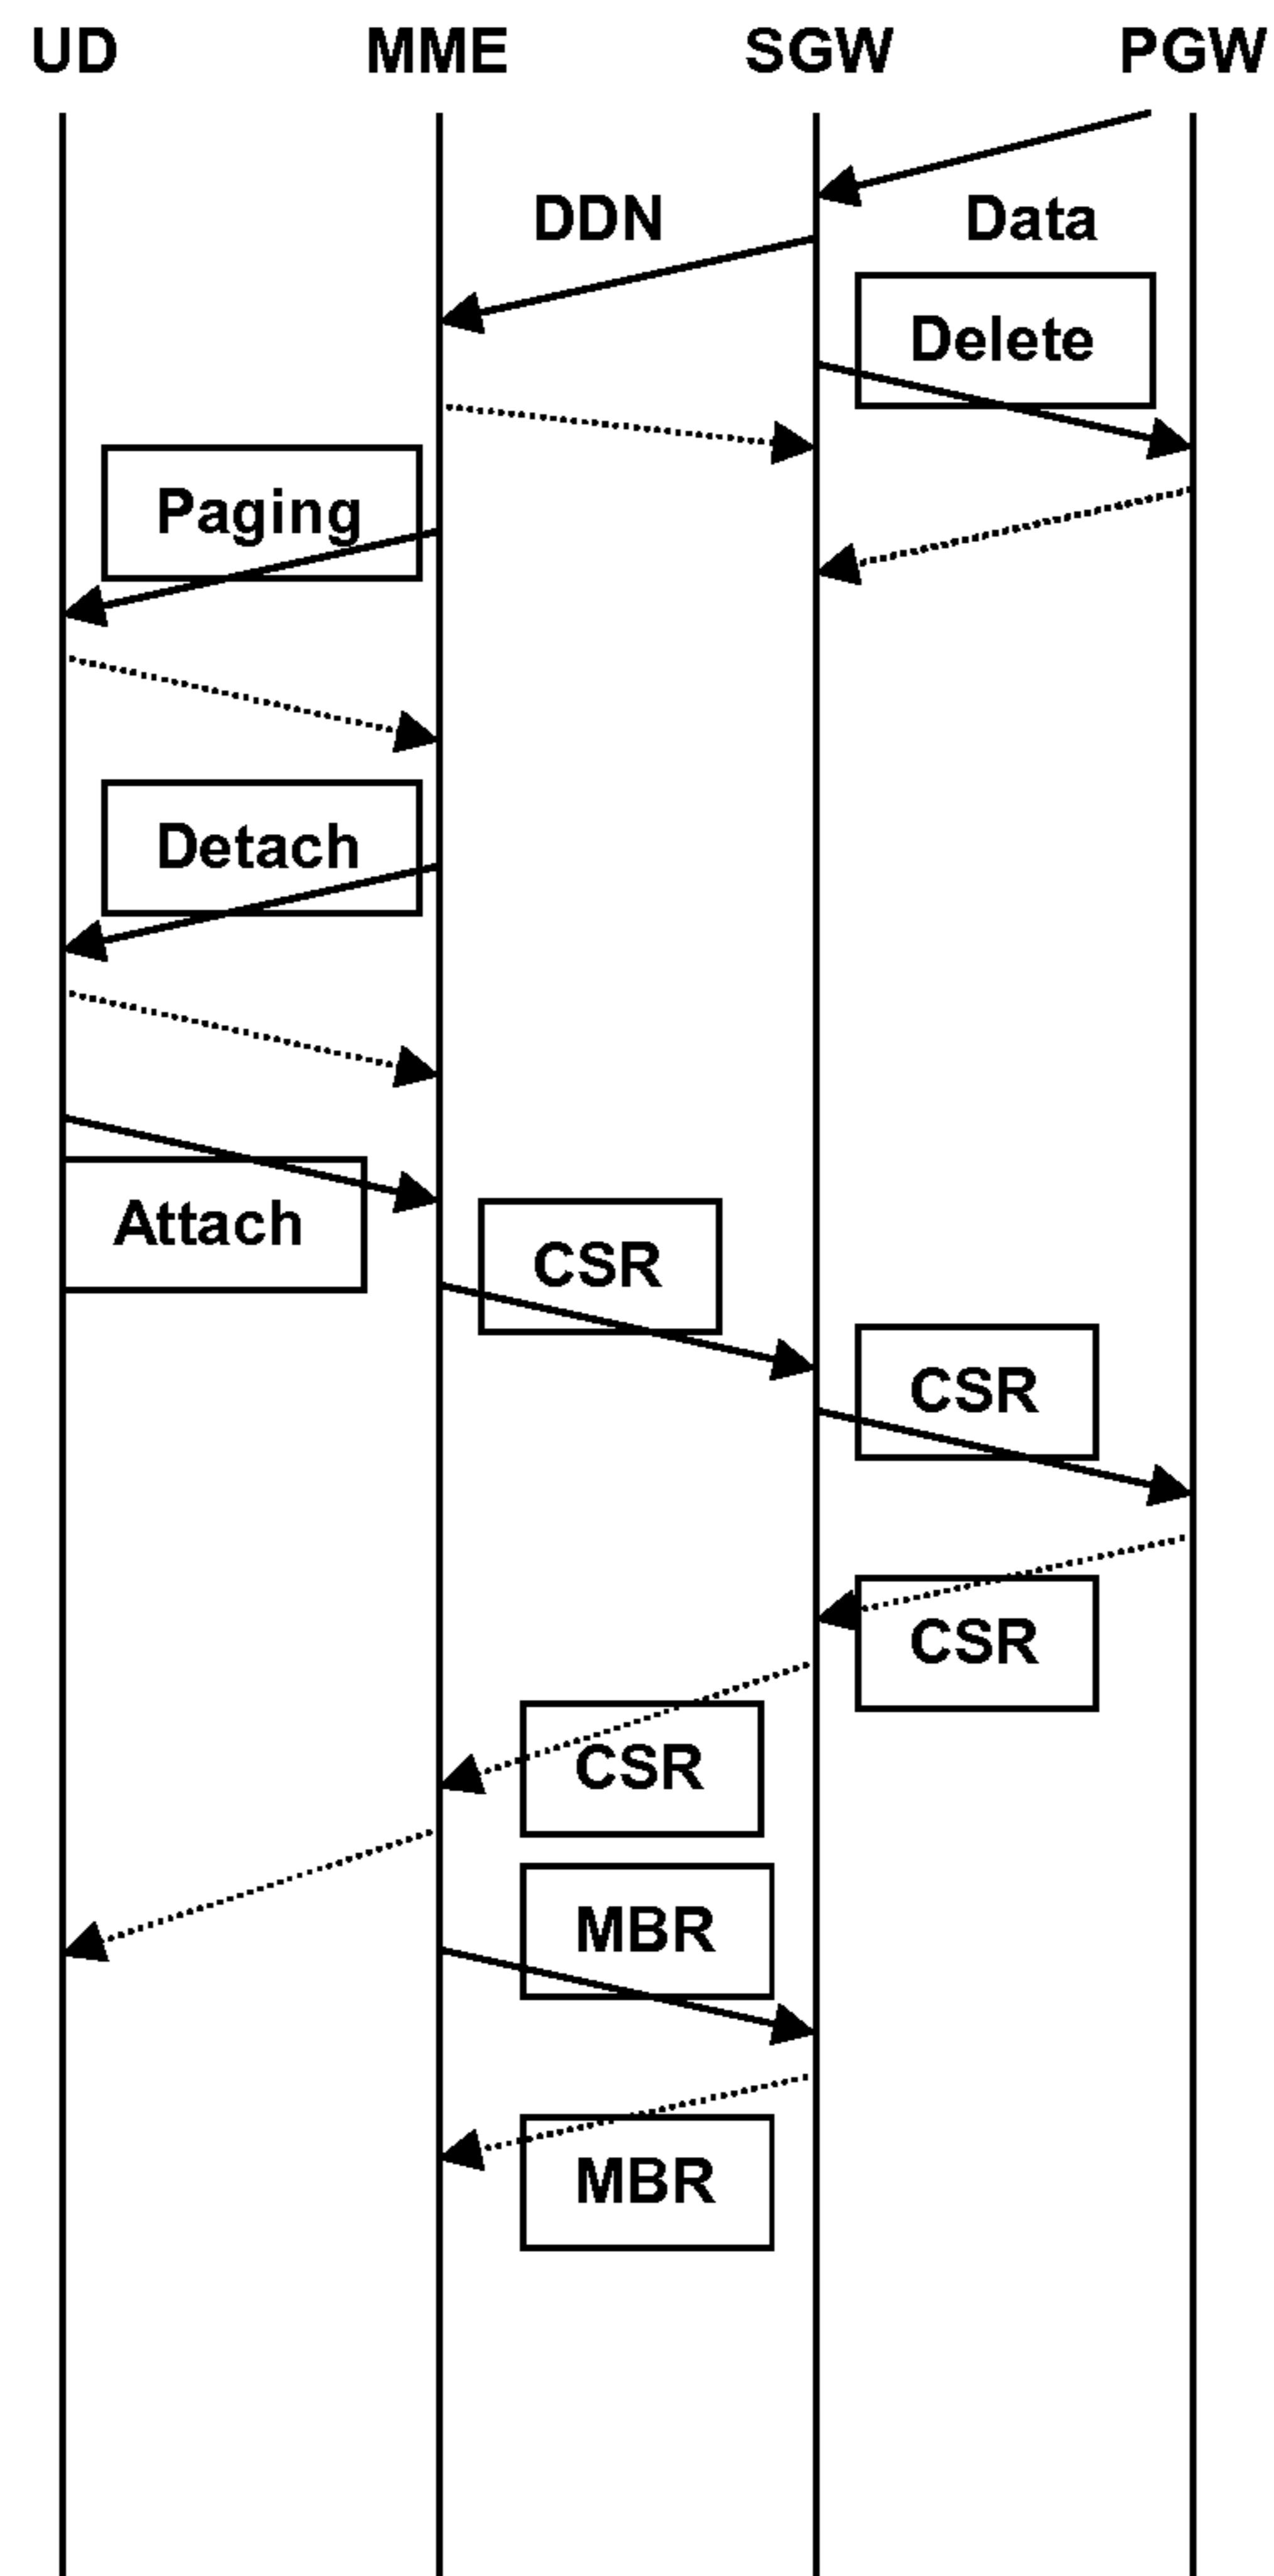 UD MME SGW PGW
DDN Data
Delete
Paging
Detach
Attach
CSR
CSR
CSR
CSR
MBR
MBR